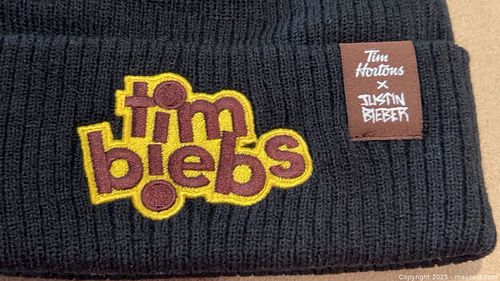 tim
biebs
Tim
Hortons
x
JUSTIN
BIEBER
Copyright © 2025 - maxsold.com